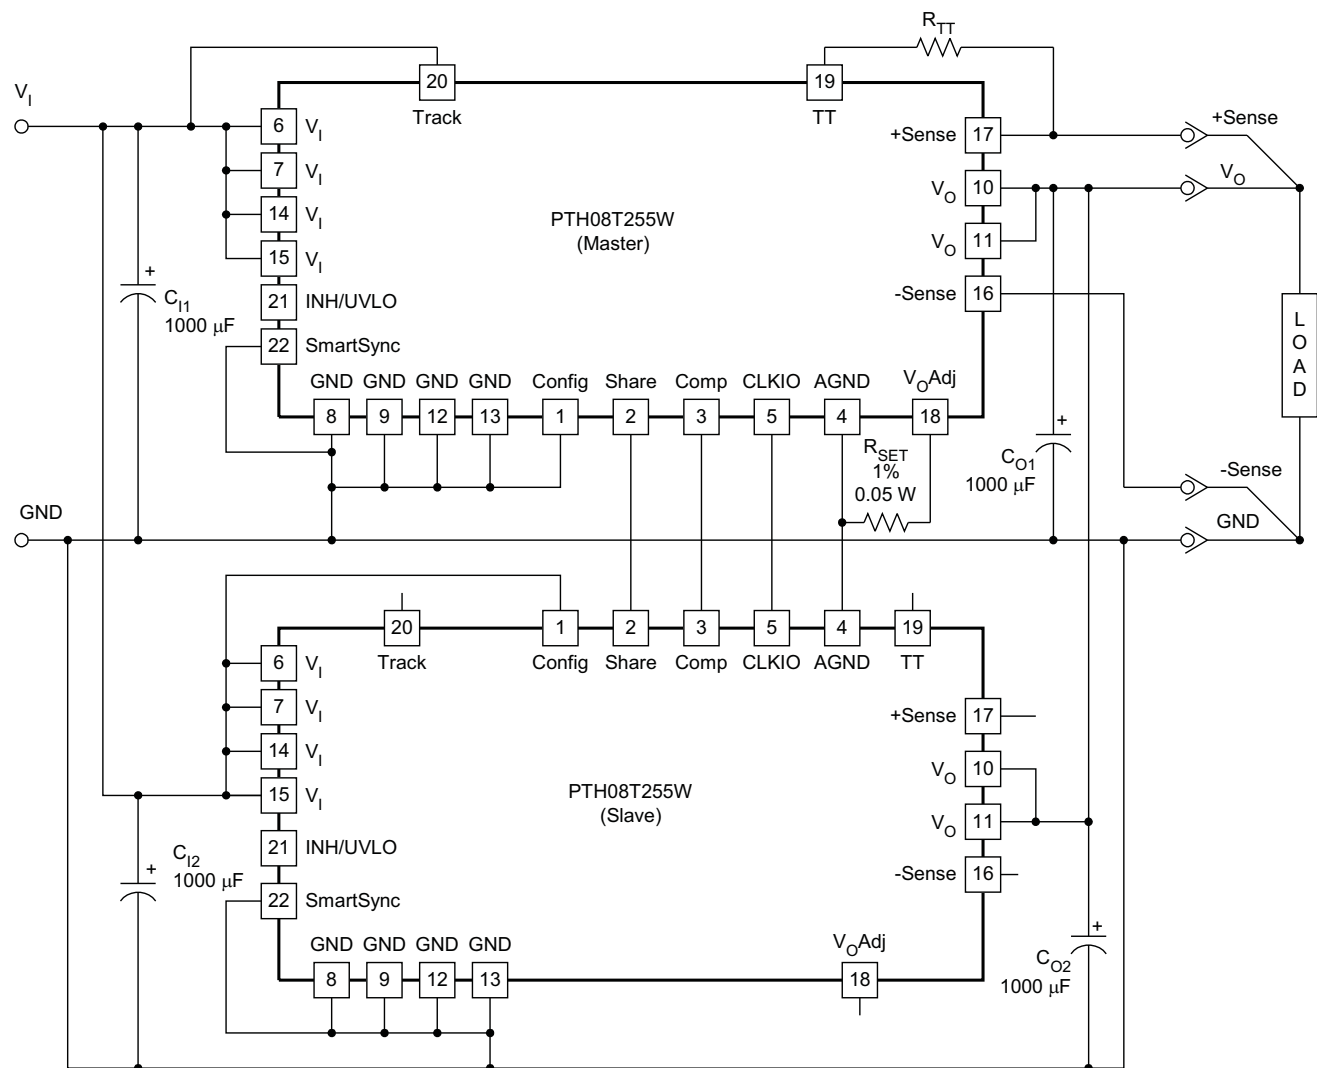 R_TT
20
19
V_I
Track
TT
+Sense
6
V_I
+Sense
17
7
V_I
V_O
V_O
10
14
V_I
PTH08T255W
(Master)
V_O
11
15
V_I
-Sense
16
+
C_I1
1000 µF
21
INH/UVLO
L
O
A
D
22
SmartSync
GND
GND
GND
GND
Config
Share
Comp
CLKIO
AGND
V_OAdj
8
9
12
13
1
2
3
5
4
18
+
R_SET
1%
0.05 W
C_O1
1000 µF
-Sense
GND
GND
20
1
2
3
5
4
19
Track
Config
Share
Comp
CLKIO
AGND
TT
6
V_I
7
V_I
+Sense
17
14
V_I
V_O
10
15
V_I
PTH08T255W
(Slave)
V_O
11
21
INH/UVLO
-Sense
16
+
C_I2
1000 µF
22
SmartSync
GND
GND
GND
GND
V_OAdj
8
9
12
13
18
+
C_O2
1000 µF